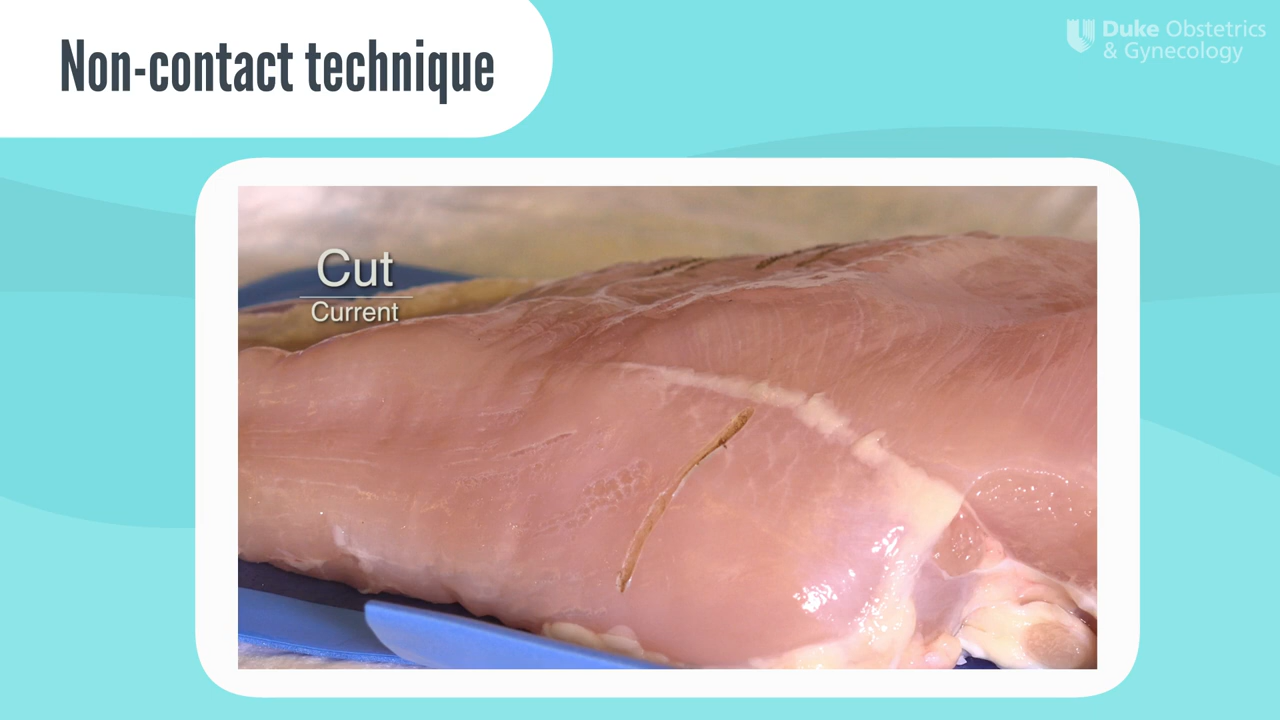 Non-contact technique
Duke Obstetrics
& Gynecology
Cut
Current